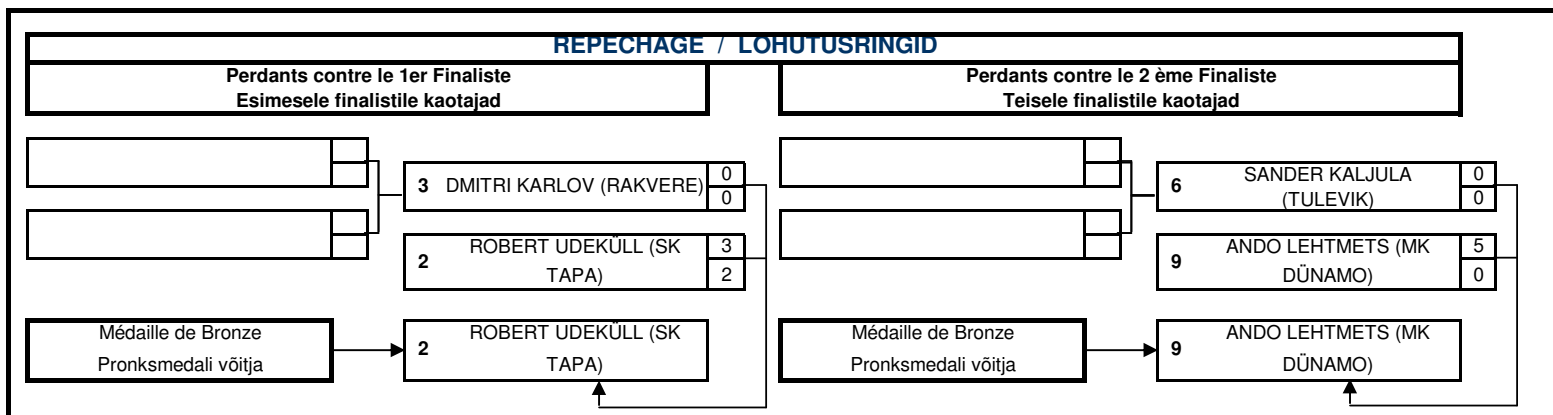 REPECHAGE / LOHUTUSRINGID
Perdants contre le 1er Finaliste
Esimesele finalistile kaotajad
Perdants contre le 2 ème Finaliste
Teisele finalistile kaotajad
3 DMITRI KARLOV (RAKVERE) 0
0
2 ROBERT UDEKÜLL (SK 3
TAPA) 2
Médaille de Bronze
Pronksmedali võitja
2 ROBERT UDEKÜLL (SK
TAPA)
6 SANDER KALJULA 0
(TULEVIK) 0
9 ANDO LEHTMETS (MK 5
DÜNAMO) 0
Médaille de Bronze
Pronksmedali võitja
9 ANDO LEHTMETS (MK
DÜNAMO)